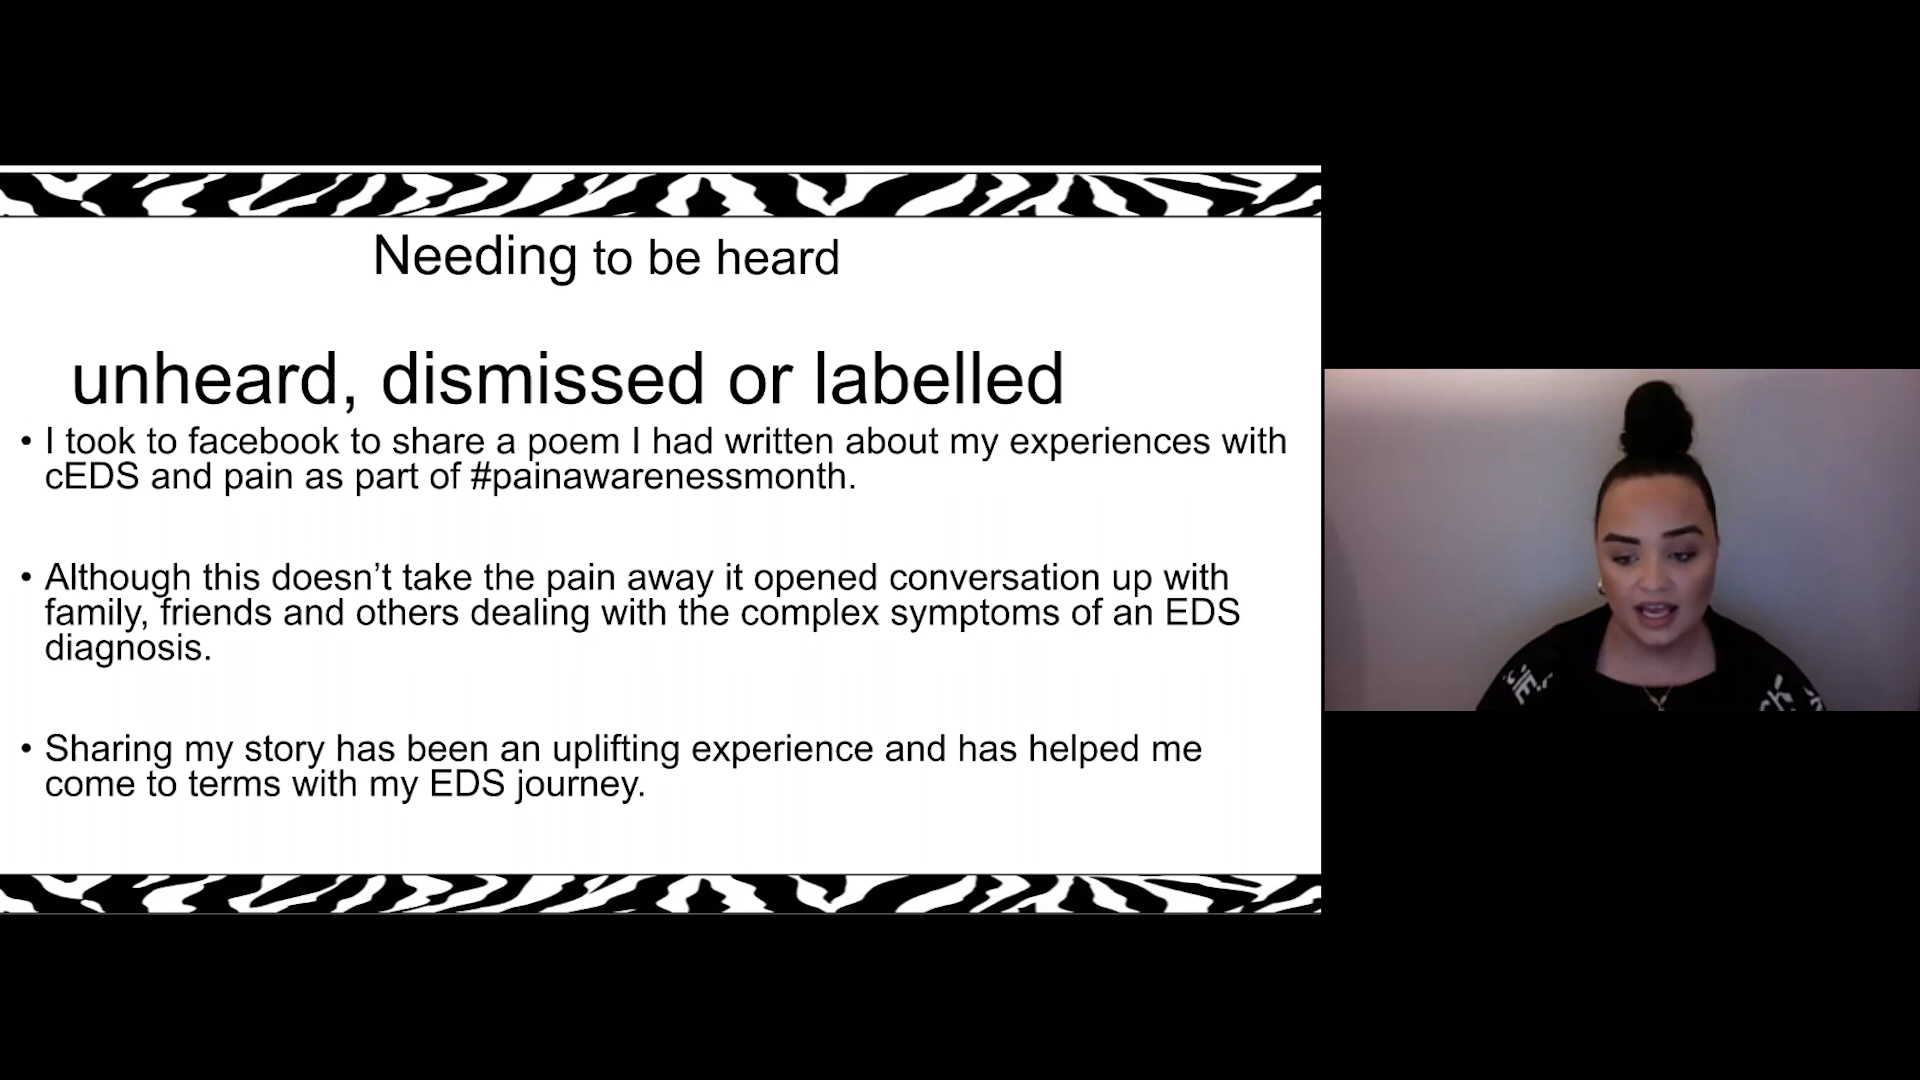 Needing to be heard
unheard, dismissed or labelled
• I took to facebook to share a poem I had written about my experiences with
cEDS and pain as part of #painawarenessmonth.
• Although this doesn’t take the pain away it opened conversation up with
family, friends and others dealing with the complex symptoms of an EDS
diagnosis.
• Sharing my story has been an uplifting experience and has helped me
come to terms with my EDS journey.